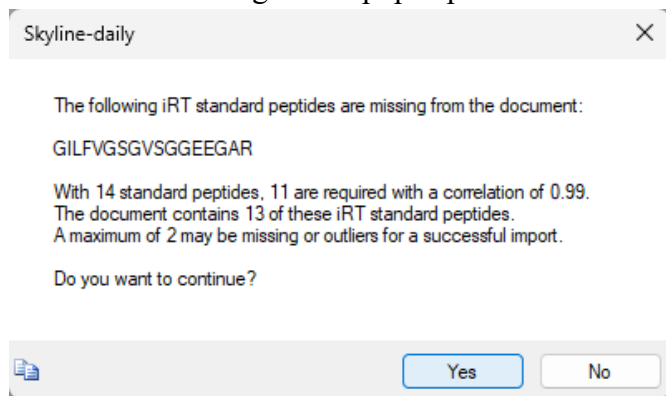 Skyline-daily
The following iRT standard peptides are missing from the document:
GILFVGSGVSGGEEGAR
With 14 standard peptides, 11 are required with a correlation of 0.99.
The document contains 13 of these iRT standard peptides.
A maximum of 2 may be missing or outliers for a successful import.
Do you want to continue?
Yes
No